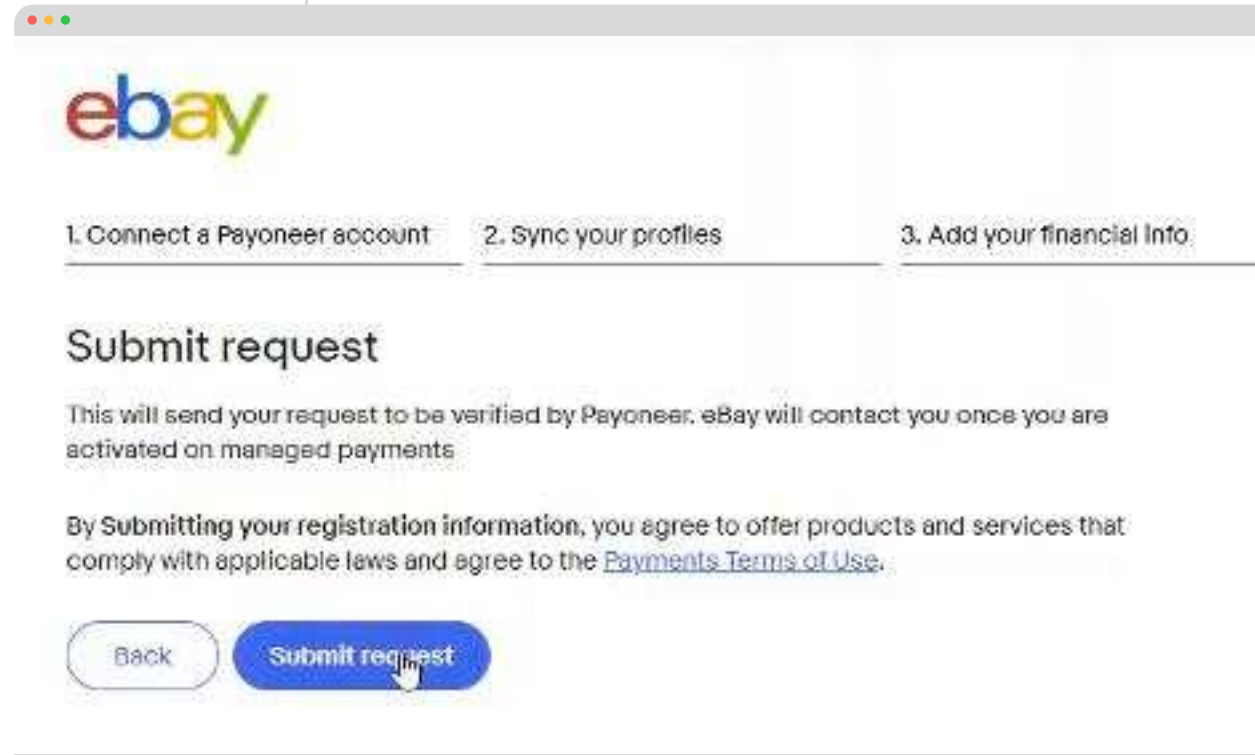 ebay
1. Connect a Payoneer account 2. Sync your profiles 3. Add your financial info
Submit request
This will send your request to be verified by Payoneer. eBay will contact you once you are
activated on managed payments
By Submitting your registration information, you agree to offer products and services that
comply with applicable laws and agree to the Payments Terms of Use.
Back Submit request